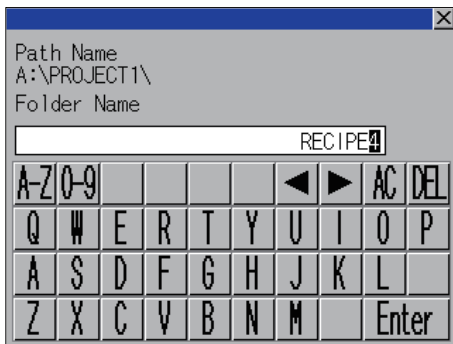 Path Name
A:\PROJECT1\
Folder Name
RECIPE4
A-Z 0-9 ◀ ▶ AC DEL
Q W E R T Y U I O P
A S D F G H J K L
Z X C V B N M Enter